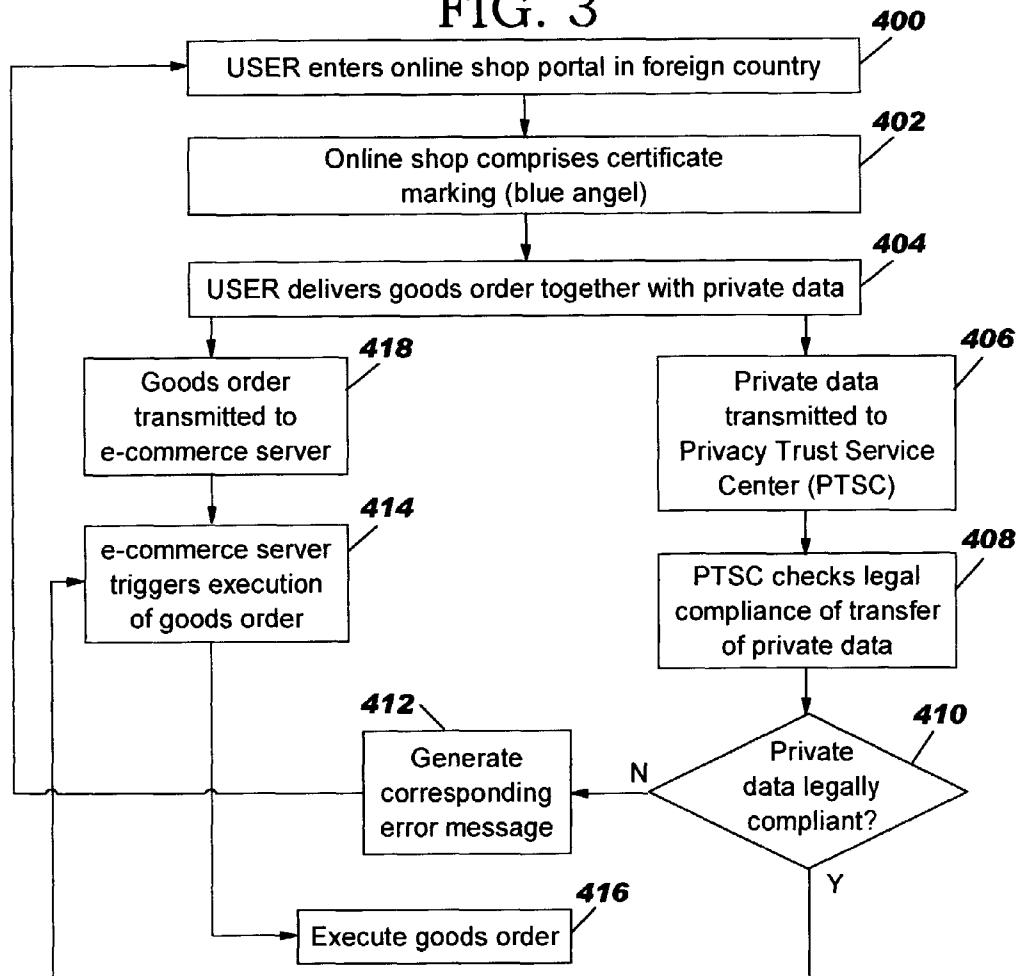 FIG. 3
400
USER enters online shop portal in foreign country
402
Online shop comprises certificate
marking (blue angel)
404
USER delivers goods order together with private data
418
Goods order
transmitted to
e-commerce server
406
Private data
transmitted to
Privacy Trust Service
Center (PTSC)
414
e-commerce server
triggers execution
of goods order
408
PTSC checks legal
compliance of transfer
of private data
412
Generate
corresponding
error message
N
410
Private
data legally
compliant?
Y
416
Execute goods order